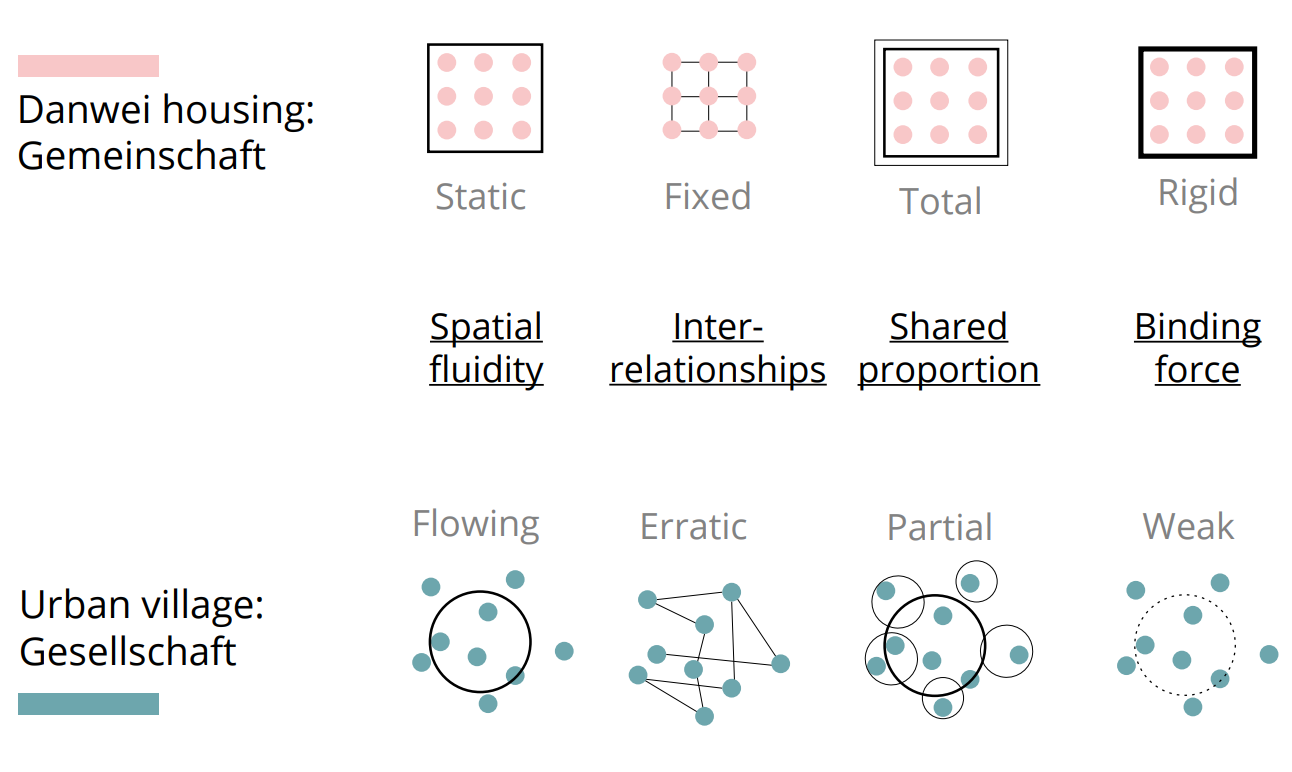 Danwei housing:
Gemeinschaft
Static
Fixed
Total
Rigid
Spatial
fluidity
Inter-
relationships
Shared
proportion
Binding
force
Flowing
Erratic
Partial
Weak
Urban village:
Gesellschaft